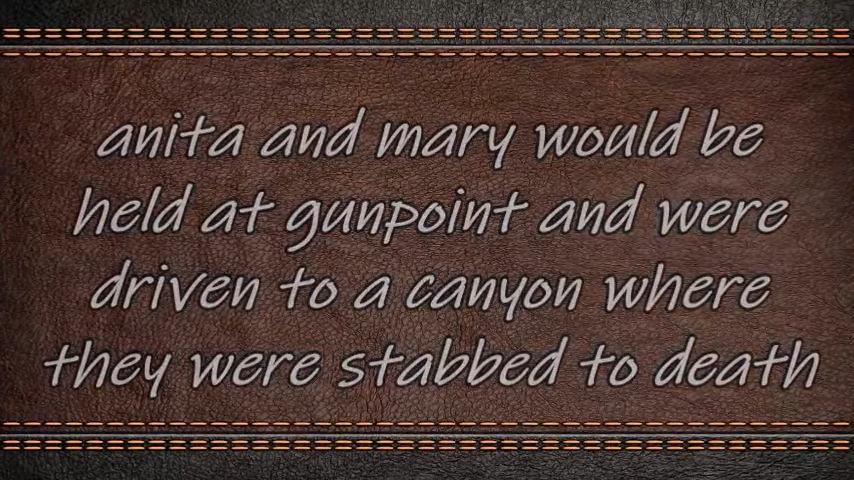 anita and mary would be
held at gunpoint and were
driven to a canyon where
they were stabbed to death